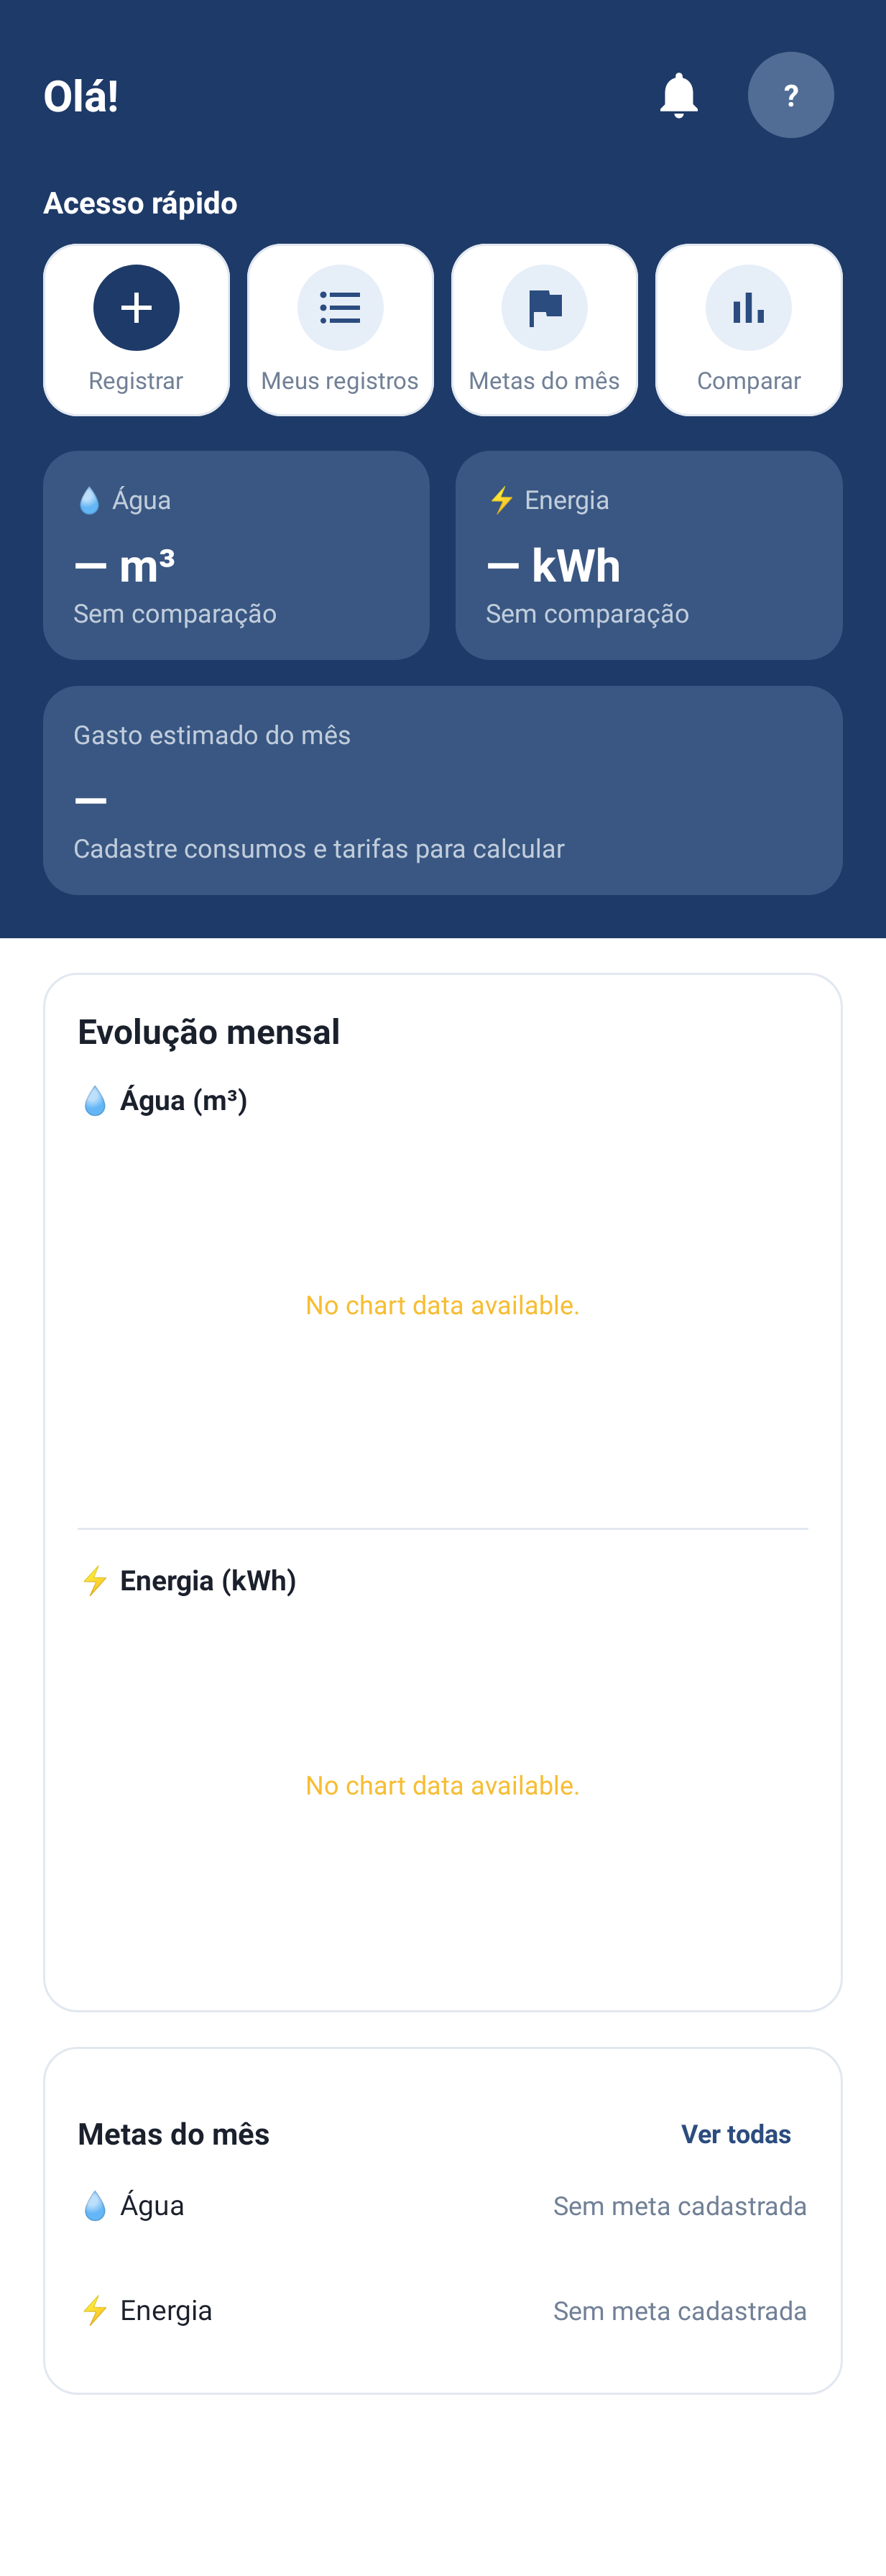 Olá!
?
Acesso rápido
Registrar
Meus registros
Metas do mês
Comparar
Água
Energia
— m³
— kWh
Sem comparação
Sem comparação
Gasto estimado do mês
—
Cadastre consumos e tarifas para calcular
Evolução mensal
Água (m³)
No chart data available.
Energia (kWh)
No chart data available.
Metas do mês
Ver todas
Água
Sem meta cadastrada
Energia
Sem meta cadastrada